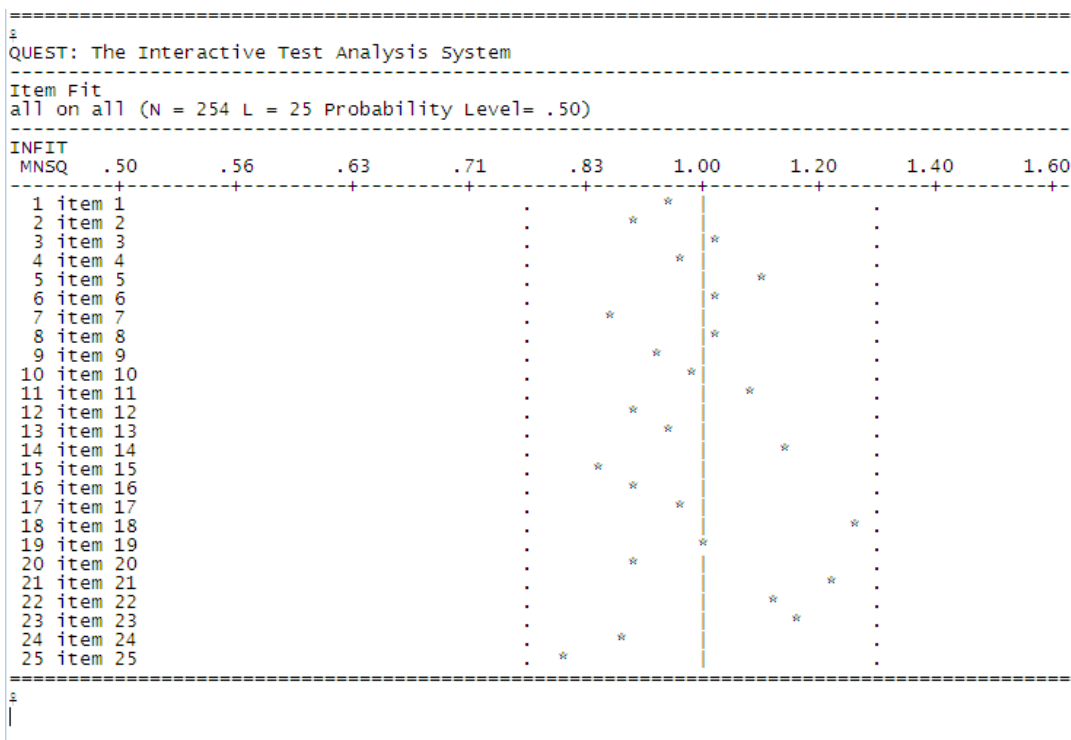 ================================================================================
QUEST: The Interactive Test Analysis System
--------------------------------------------------------------------------------
Item Fit
all on all (N = 254 L = 25 Probability Level= .50)
--------------------------------------------------------------------------------
INFIT
MNSQ .50 .56 .63 .71 .83 1.00 1.20 1.40 1.60
----------+---------+---------+---------+---------+---------+---------+---------+---------+-
1 item 1 . * | .
2 item 2 . * | .
3 item 3 . |* .
4 item 4 . * | .
5 item 5 . | * .
6 item 6 . |* .
7 item 7 . * | .
8 item 8 . |* .
9 item 9 . * | .
10 item 10 . *| .
11 item 11 . | * .
12 item 12 . * | .
13 item 13 . * | .
14 item 14 . | * .
15 item 15 . * | .
16 item 16 . * | .
17 item 17 . * | .
18 item 18 . | * .
19 item 19 . * .
20 item 20 . * | .
21 item 21 . | * .
22 item 22 . | * .
23 item 23 . | * .
24 item 24 . * | .
25 item 25 . * | .
================================================================================